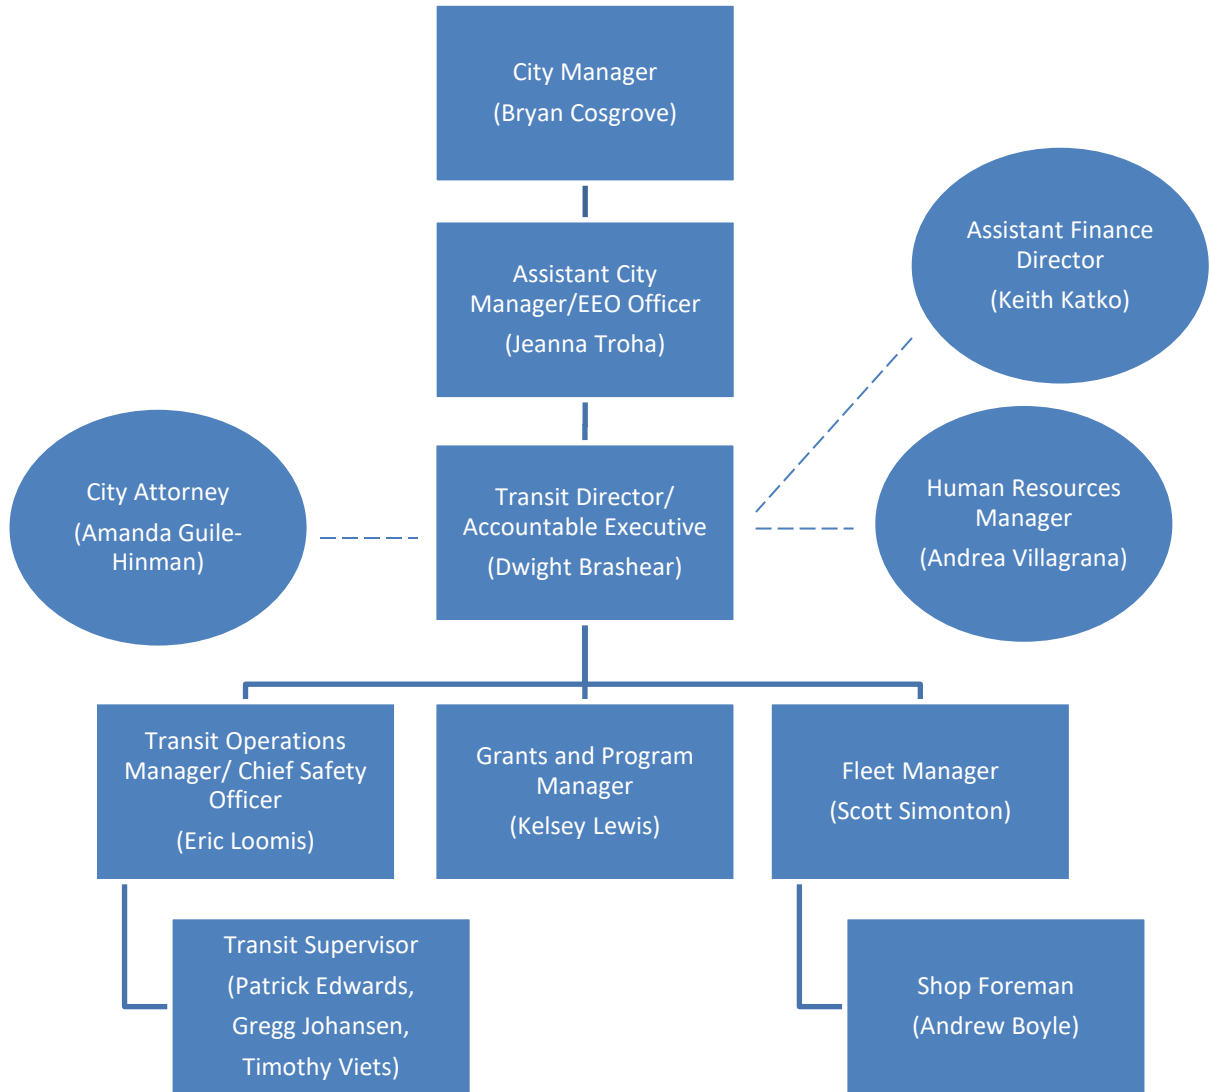 City Manager
(Bryan Cosgrove)
Assistant Finance
Director
(Keith Katko)
Assistant City
Manager/EEO Officer
(Jeanna Troha)
City Attorney
(Amanda Guile-
Hinman)
Transit Director/
Accountable Executive
(Dwight Brashear)
Human Resources
Manager
(Andrea Villagrana)
Transit Operations
Manager/ Chief Safety
Officer
(Eric Loomis)
Grants and Program
Manager
(Kelsey Lewis)
Fleet Manager
(Scott Simonton)
Transit Supervisor
(Patrick Edwards,
Gregg Johansen,
Timothy Viets)
Shop Foreman
(Andrew Boyle)